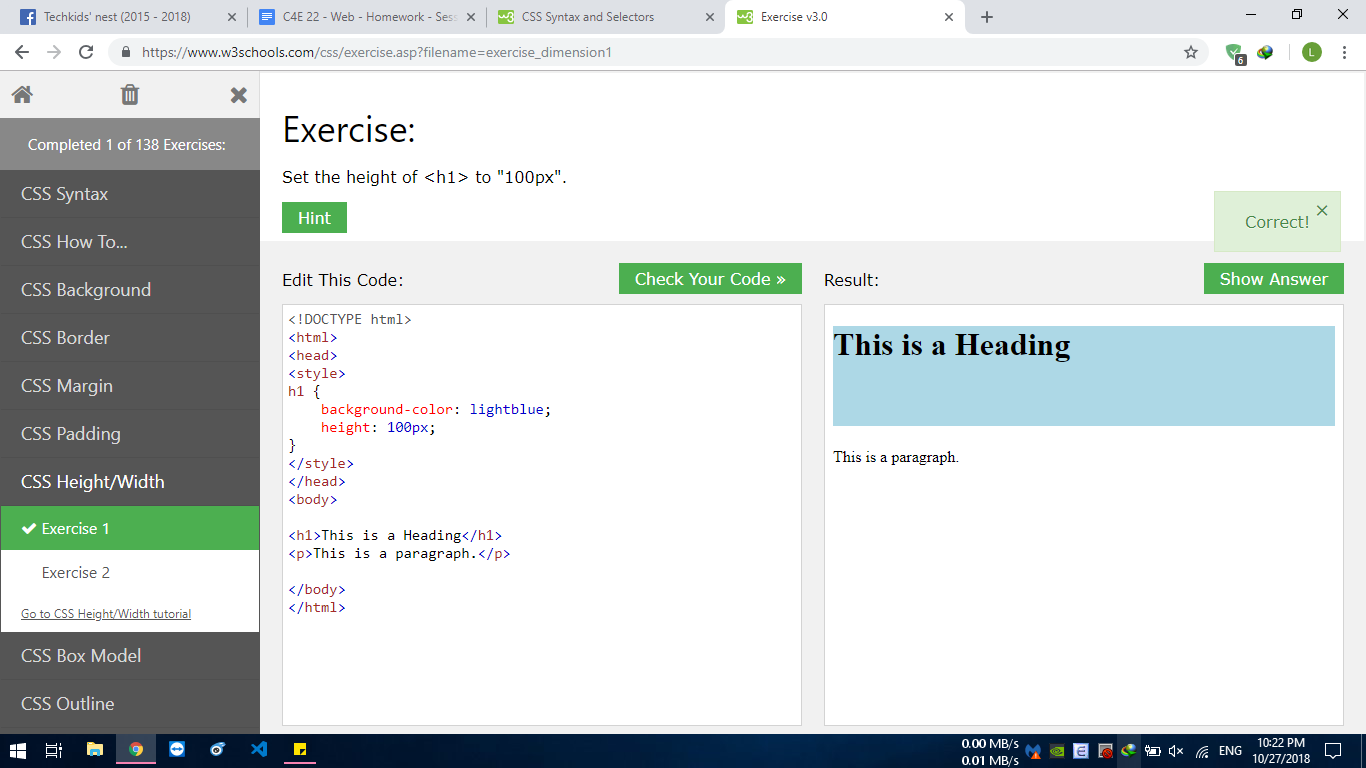 Techkids' nest (2015 - 2018)
C4E 22 - Web - Homework - Sess
CSS Syntax and Selectors
Exercise v3.0
https://www.w3schools.com/css/exercise.asp?filename=exercise_dimension1
6
L
Completed 1 of 138 Exercises:
CSS Syntax
CSS How To...
CSS Background
CSS Border
CSS Margin
CSS Padding
CSS Height/Width
Exercise 1
Exercise 2
Go to CSS Height/Width tutorial
CSS Box Model
CSS Outline
Exercise:
Set the height of <h1> to "100px".
Hint
Correct!
Edit This Code:
Check Your Code »
<!DOCTYPE html>
<html>
<head>
<style>
h1 {
    background-color: lightblue;
    height: 100px;
}
</style>
</head>
<body>
<h1>This is a Heading</h1>
<p>This is a paragraph.</p>
</body>
</html>
Result:
Show Answer
This is a Heading
This is a paragraph.
0.00 MB/s
0.01 MB/s
ENG
10:22 PM
10/27/2018